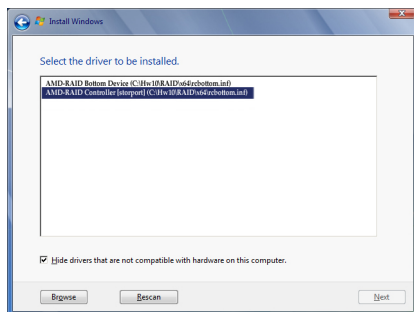 Install Windows
Select the driver to be installed.
AMD-RAID Bottom Device (C:\Hw10\RAID\x64\rcbottom.inf)
AMD-RAID Controller [storport] (C:\Hw10\RAID\x64\rcbottom.inf)
Hide drivers that are not compatible with hardware on this computer.
Browse Rescan Next